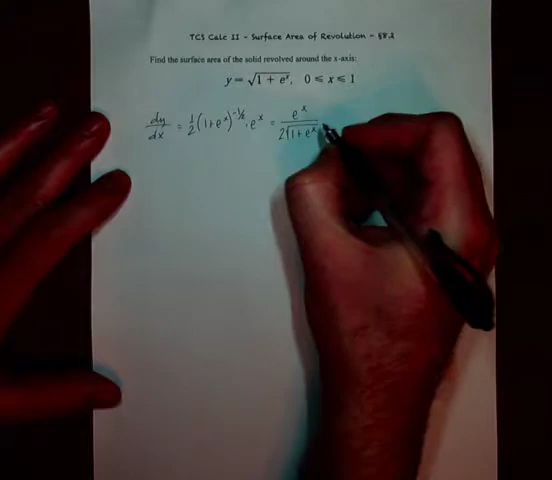 TCS Calc II - Surface Area of Revolution - §8.2
Find the surface area of the solid revolved around the x-axis:
y = √(1 + eˣ), 0 ⩽ x ⩽ 1
dy/dx = 1/2 (1+eˣ)^(-1/2) · eˣ = eˣ / 2√(1+eˣ)